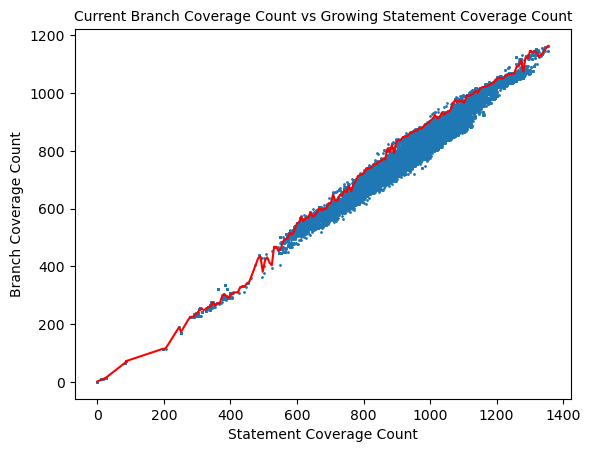 Current Branch Coverage Count vs Growing Statement Coverage Count
1200
1000
800
600
400
200
0
Branch Coverage Count
0 200 400 600 800 1000 1200 1400
Statement Coverage Count